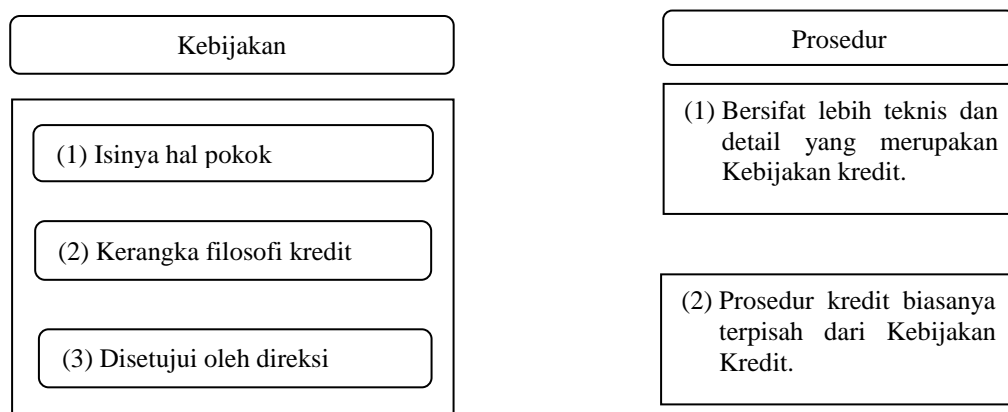 Kebijakan
(1) Isinya hal pokok
(2) Kerangka filosofi kredit
(3) Disetujui oleh direksi
Prosedur
(1) Bersifat lebih teknis dan
detail yang merupakan
Kebijakan kredit.
(2) Prosedur kredit biasanya
terpisah dari Kebijakan
Kredit.